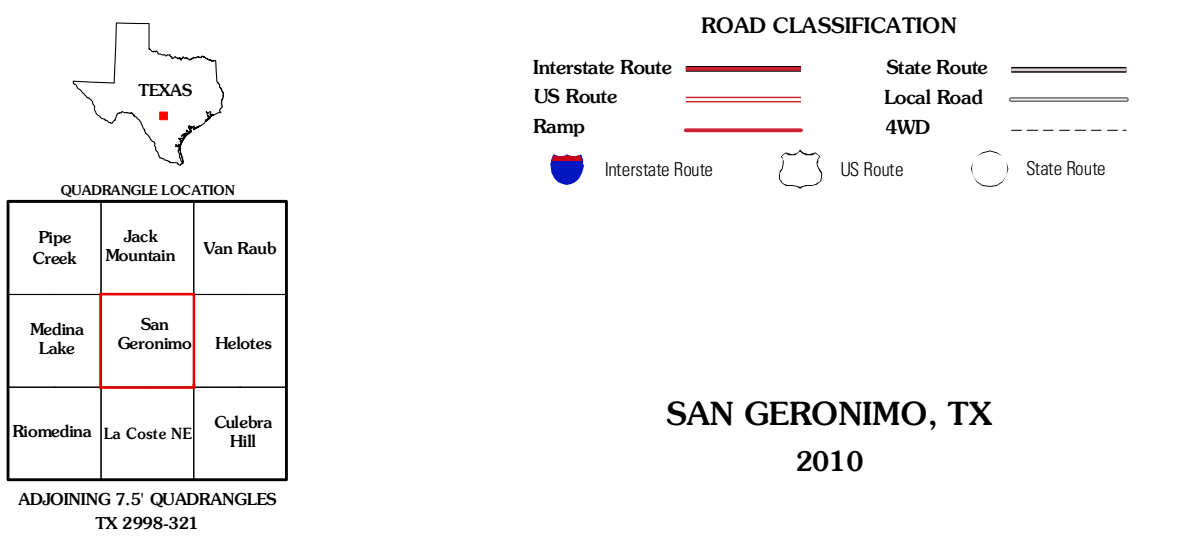 TEXAS
QUADRANGLE LOCATION
Pipe
Creek
Jack
Mountain
Van Raub
Medina
Lake
San
Geronimo
Helotes
Riomedina
La Coste NE
Culebra
Hill
ADJOINING 7.5' QUADRANGLES
TX 2998-321
ROAD CLASSIFICATION
Interstate Route
State Route
US Route
Local Road
Ramp
4WD
Interstate Route
US Route
State Route
SAN GERONIMO, TX
2010